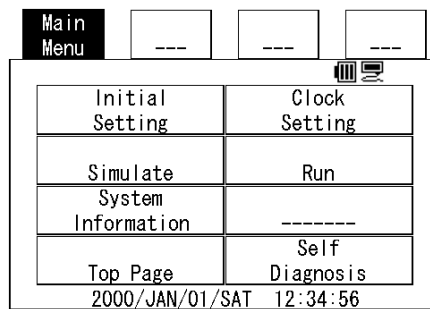 Main
Menu --- --- ---
Initial Clock
Setting Setting
Simulate Run
System
Information -------
Self
Top Page Diagnosis
2000/JAN/01/SAT 12:34:56